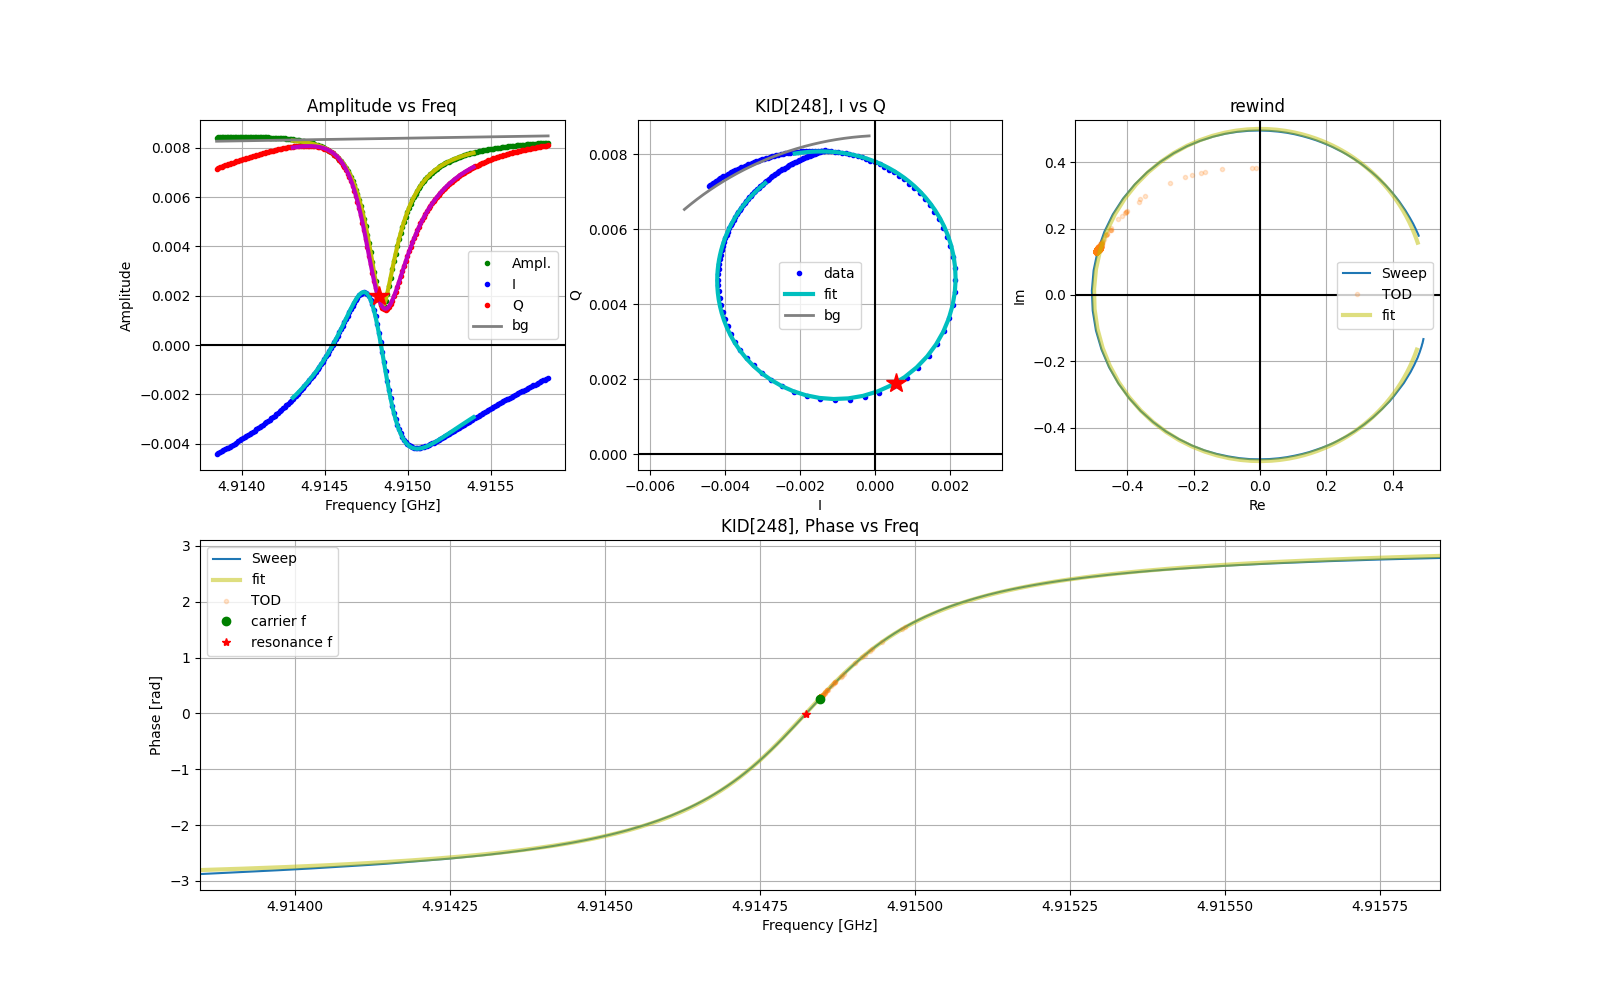 Amplitude vs Freq
Amplitude
0.008
0.006
0.004
0.002
0.000
−0.002
−0.004
4.9140
4.9145
4.9150
4.9155
Frequency [GHz]
Ampl.
I
Q
bg
KID[248], I vs Q
Q
0.008
0.006
0.004
0.002
0.000
−0.006
−0.004
−0.002
0.000
0.002
I
data
fit
bg
rewind
Im
0.4
0.2
0.0
−0.2
−0.4
−0.4
−0.2
0.0
0.2
0.4
Re
Sweep
TOD
fit
KID[248], Phase vs Freq
Phase [rad]
3
2
1
0
−1
−2
−3
4.91400
4.91425
4.91450
4.91475
4.91500
4.91525
4.91550
4.91575
Frequency [GHz]
Sweep
fit
TOD
carrier f
resonance f